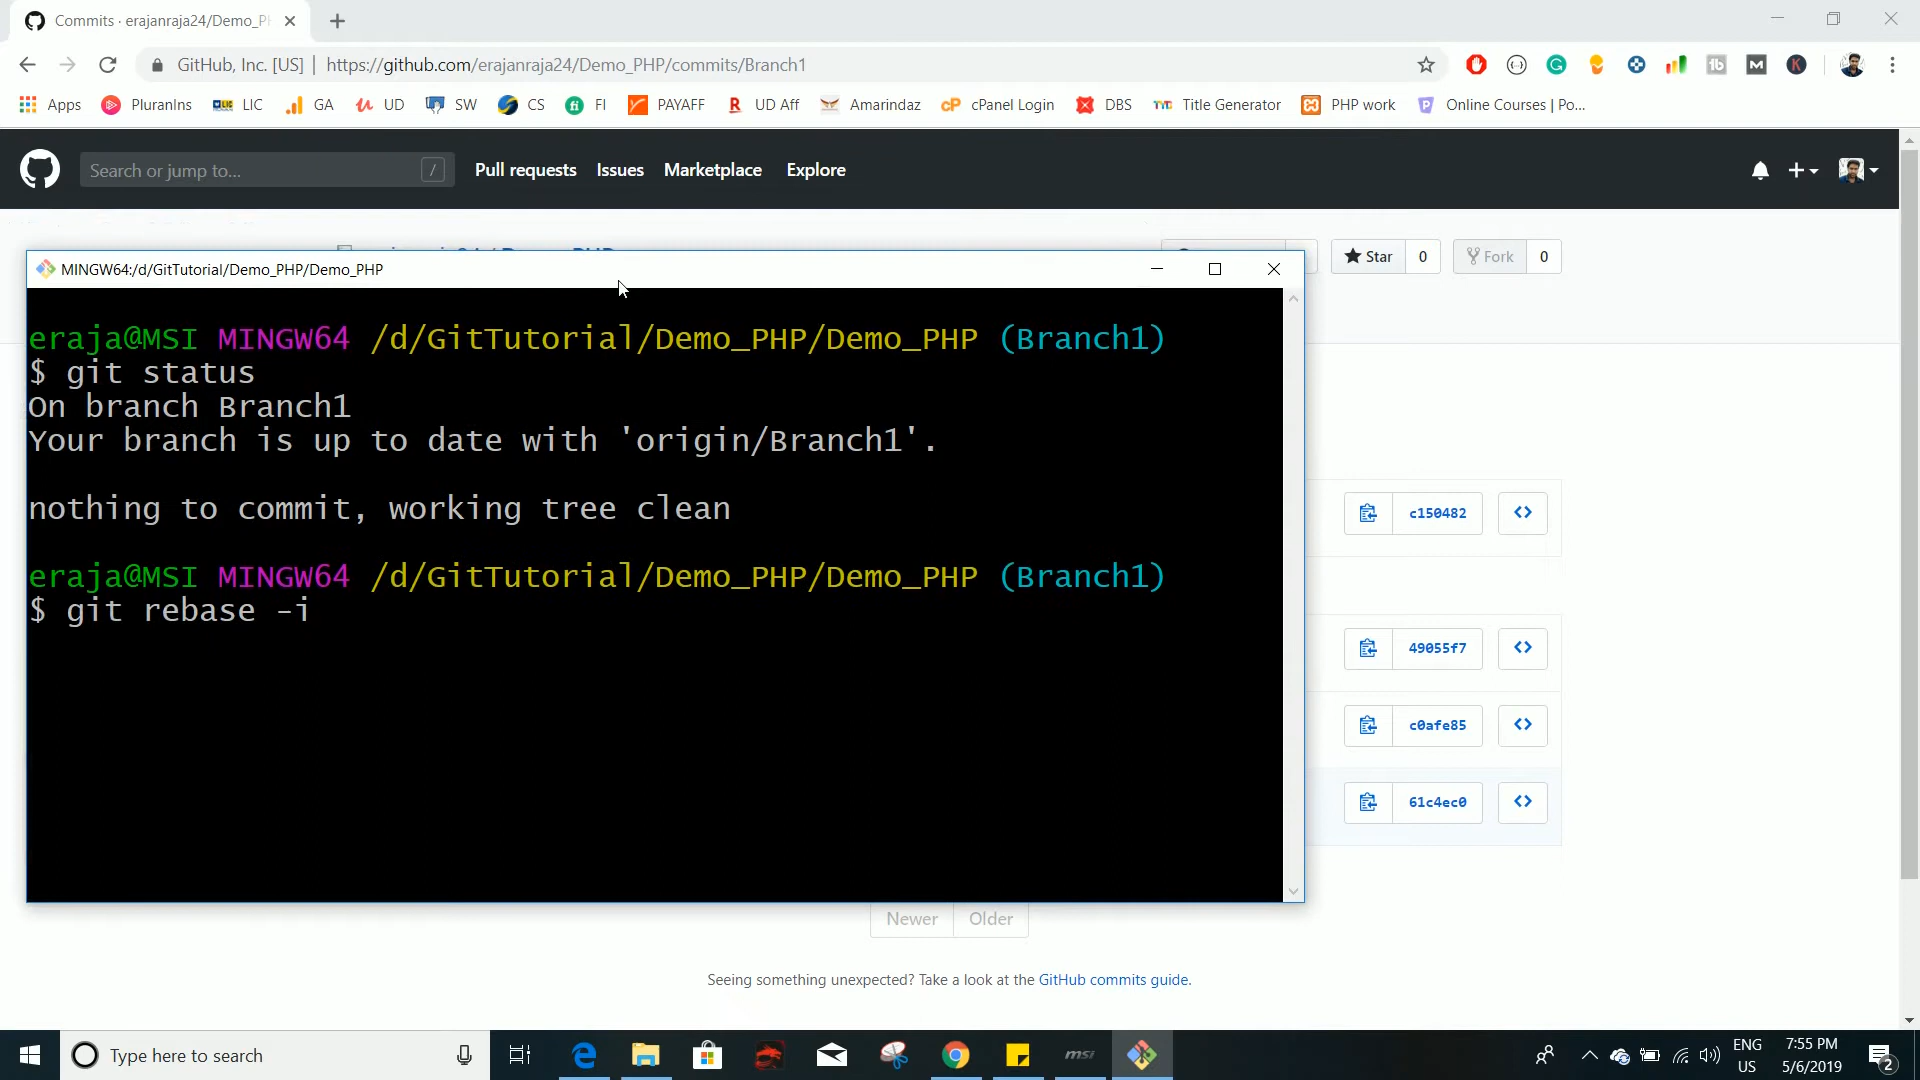 Commits · erajanraja24/Demo_PH
GitHub, Inc. [US] | https://github.com/erajanraja24/Demo_PHP/commits/Branch1
Apps PluranIns LIC GA UD SW CS FI PAYAFF UD Aff Amarindaz cPanel Login DBS Title Generator PHP work Online Courses | Po...
Search or jump to... / Pull requests Issues Marketplace Explore
Star 0 Fork 0
MINGW64:/d/GitTutorial/Demo_PHP/Demo_PHP
eraja@MSI MINGW64 /d/GitTutorial/Demo_PHP/Demo_PHP (Branch1)
$ git status
On branch Branch1
Your branch is up to date with 'origin/Branch1'.
nothing to commit, working tree clean
c150482
eraja@MSI MINGW64 /d/GitTutorial/Demo_PHP/Demo_PHP (Branch1)
$ git rebase -i
49055f7
c0afe85
61c4ec0
Newer Older
Seeing something unexpected? Take a look at the GitHub commits guide.
Type here to search
msi
ENG
US
7:55 PM
5/6/2019
2